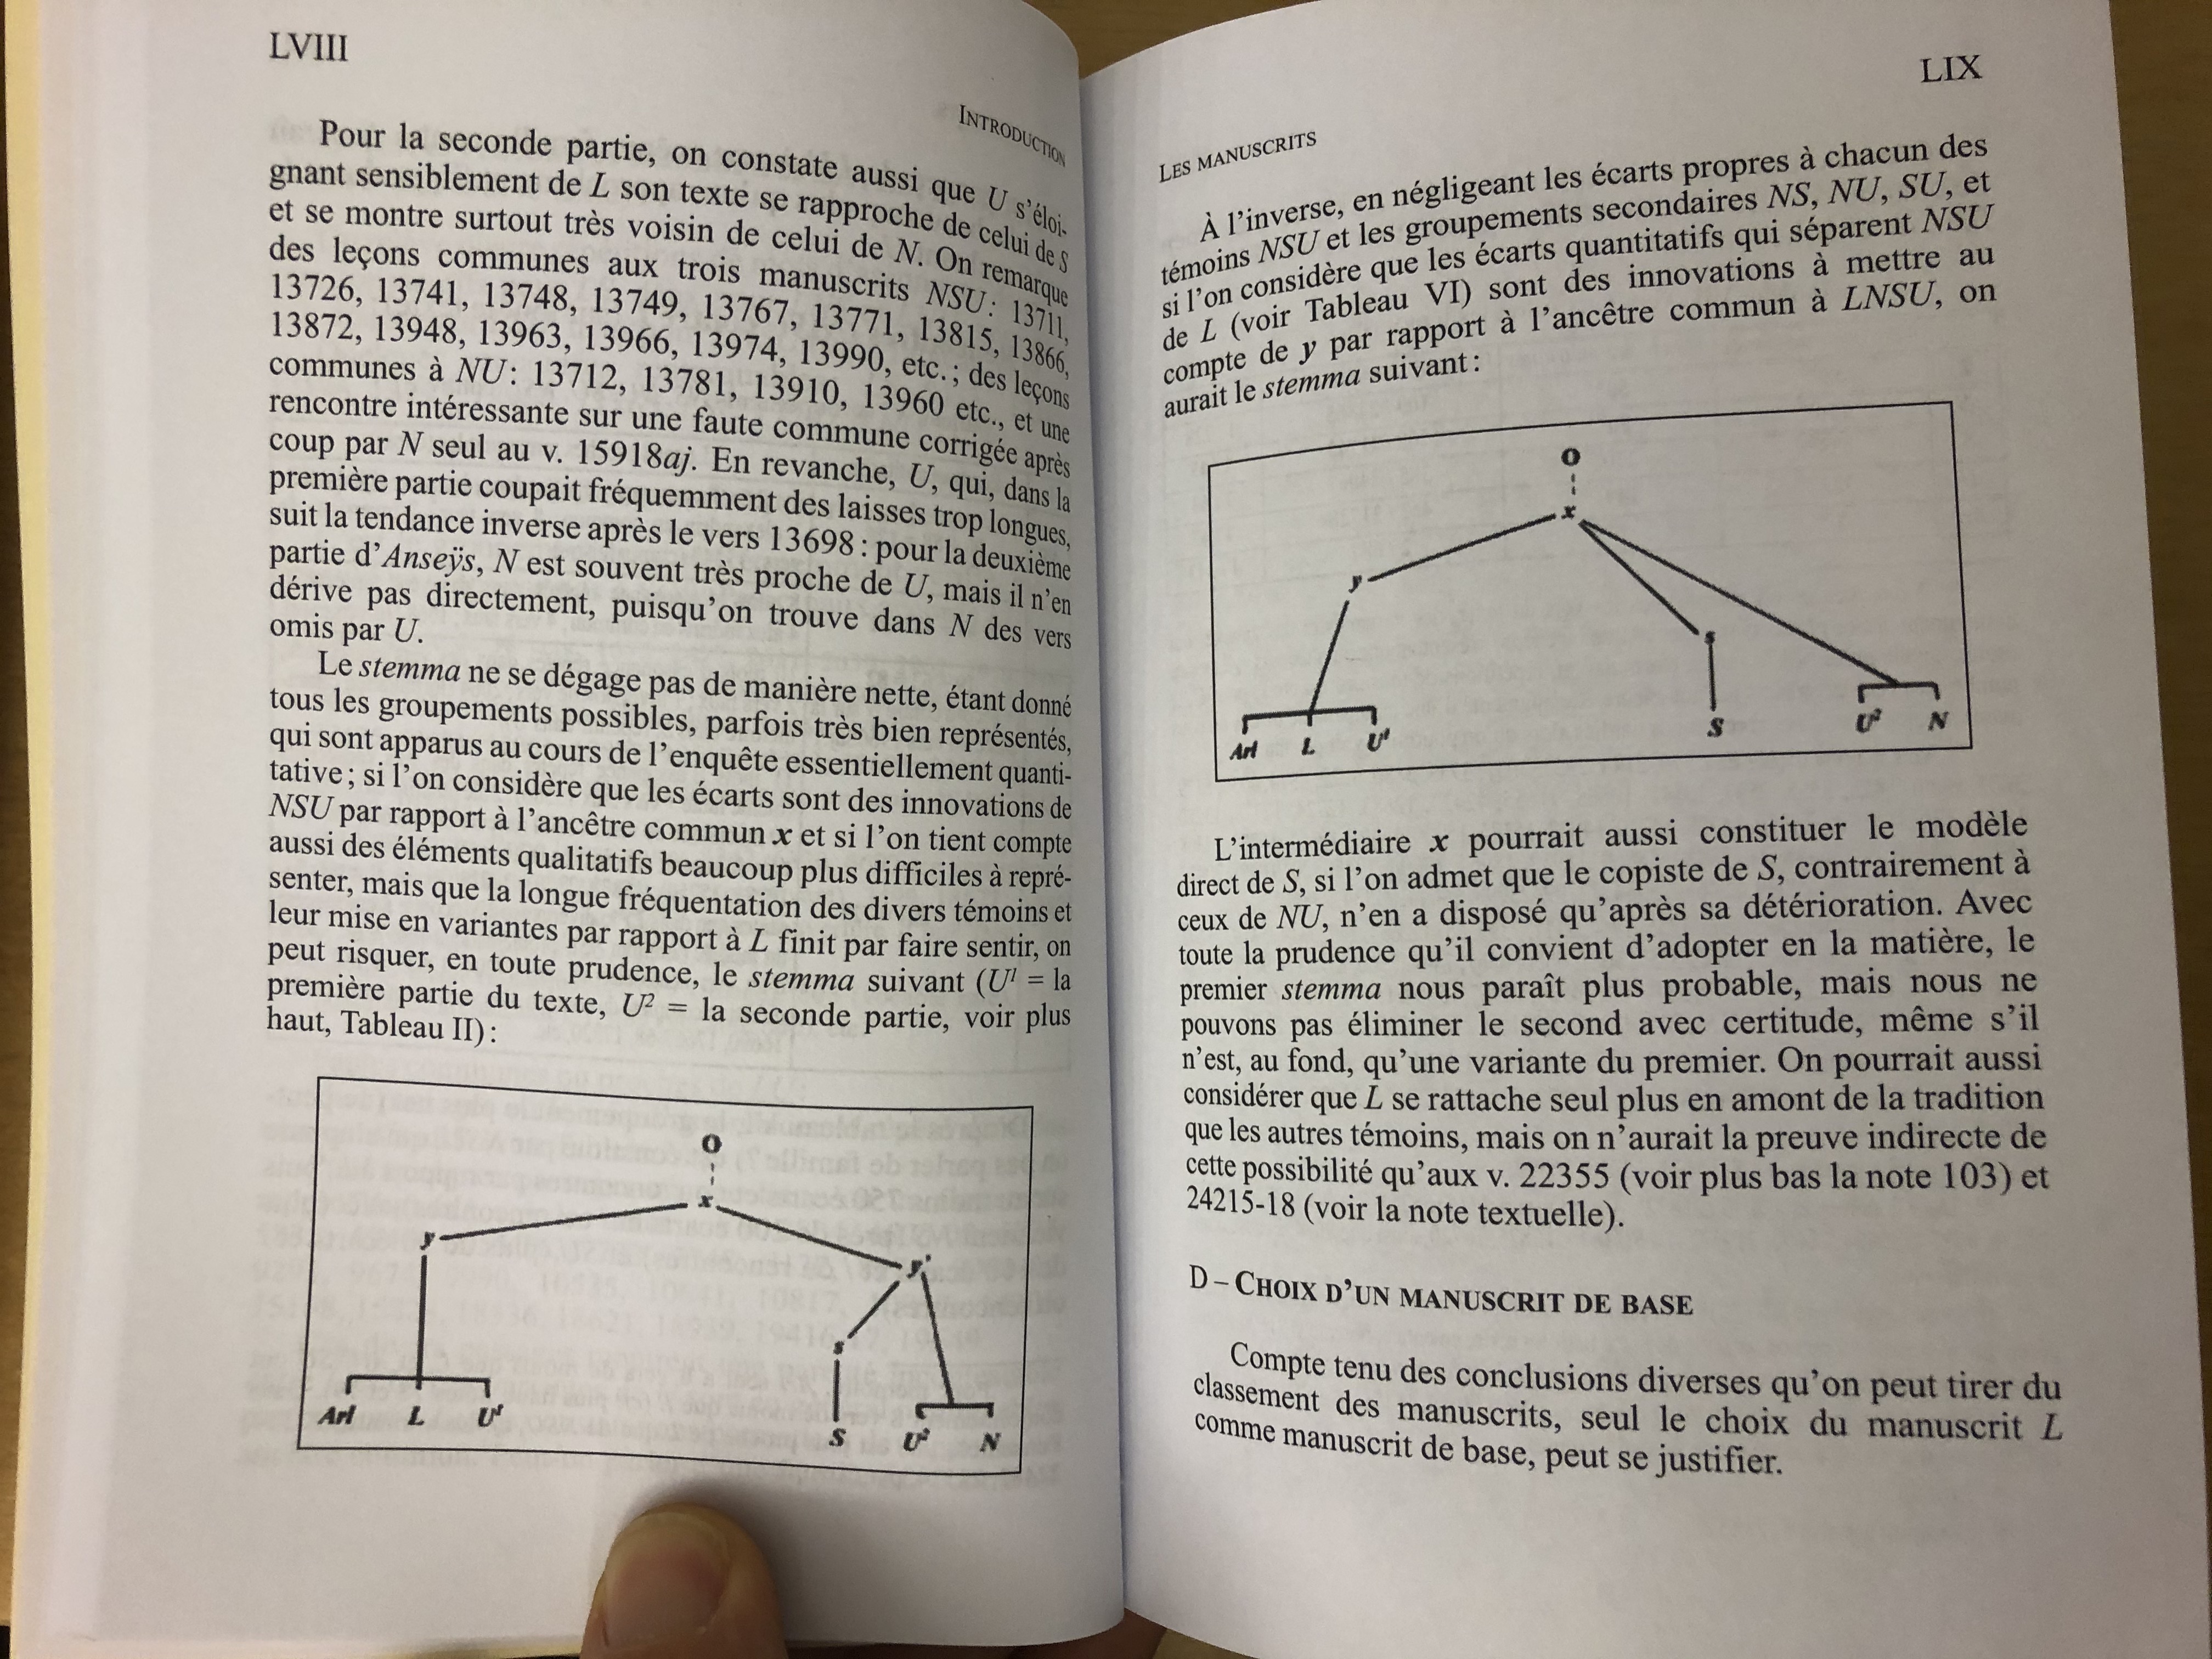 LVIII
INTRODUCTION
Pour la seconde partie, on constate aussi que U s'éloi-
gnant sensiblement de L son texte se rapproche de celui de S
et se montre surtout très voisin de celui de N. On remarque
des leçons communes aux trois manuscrits NSU : 13711,
13726, 13741, 13748, 13749, 13767, 13771, 13815, 13866,
13872, 13948, 13963, 13966, 13974, 13990, etc. ; des leçons
communes à NU : 13712, 13781, 13910, 13960 etc., et une
rencontre intéressante sur une faute commune corrigée après
coup par N seul au v. 15918aj. En revanche, U, qui, dans la
première partie coupait fréquemment des laisses trop longues,
suit la tendance inverse après le vers 13698 : pour la deuxième
partie d'Anseÿs, N est souvent très proche de U, mais il n'en
dérive pas directement, puisqu'on trouve dans N des vers
omis par U.
Le stemma ne se dégage pas de manière nette, étant donné
tous les groupements possibles, parfois très bien représentés,
qui sont apparus au cours de l'enquête essentiellement quanti-
tative ; si l'on considère que les écarts sont des innovations de
NSU par rapport à l'ancêtre commun x et si l'on tient compte
aussi des éléments qualitatifs beaucoup plus difficiles à repré-
senter, mais que la longue fréquentation des divers témoins et
leur mise en variantes par rapport à L finit par faire sentir, on
peut risquer, en toute prudence, le stemma suivant (U¹ = la
première partie du texte, U² = la seconde partie, voir plus
haut, Tableau II) :
O
x
y
y'
s
Arl L U¹ S U² N
LIX
LES MANUSCRITS
À l'inverse, en négligeant les écarts propres à chacun des
témoins NSU et les groupements secondaires NS, NU, SU, et
si l'on considère que les écarts quantitatifs qui séparent NSU
de L (voir Tableau VI) sont des innovations à mettre au
compte de y par rapport à l'ancêtre commun à LNSU, on
aurait le stemma suivant :
O
x
y
s
Arl L U¹ S U² N
L'intermédiaire x pourrait aussi constituer le modèle
direct de S, si l'on admet que le copiste de S, contrairement à
ceux de NU, n'en a disposé qu'après sa détérioration. Avec
toute la prudence qu'il convient d'adopter en la matière, le
premier stemma nous paraît plus probable, mais nous ne
pouvons pas éliminer le second avec certitude, même s'il
n'est, au fond, qu'une variante du premier. On pourrait aussi
considérer que L se rattache seul plus en amont de la tradition
que les autres témoins, mais on n'aurait la preuve indirecte de
cette possibilité qu'aux v. 22355 (voir plus bas la note 103) et
24215-18 (voir la note textuelle).
D – CHOIX D'UN MANUSCRIT DE BASE
Compte tenu des conclusions diverses qu'on peut tirer du
classement des manuscrits, seul le choix du manuscrit L
comme manuscrit de base, peut se justifier.